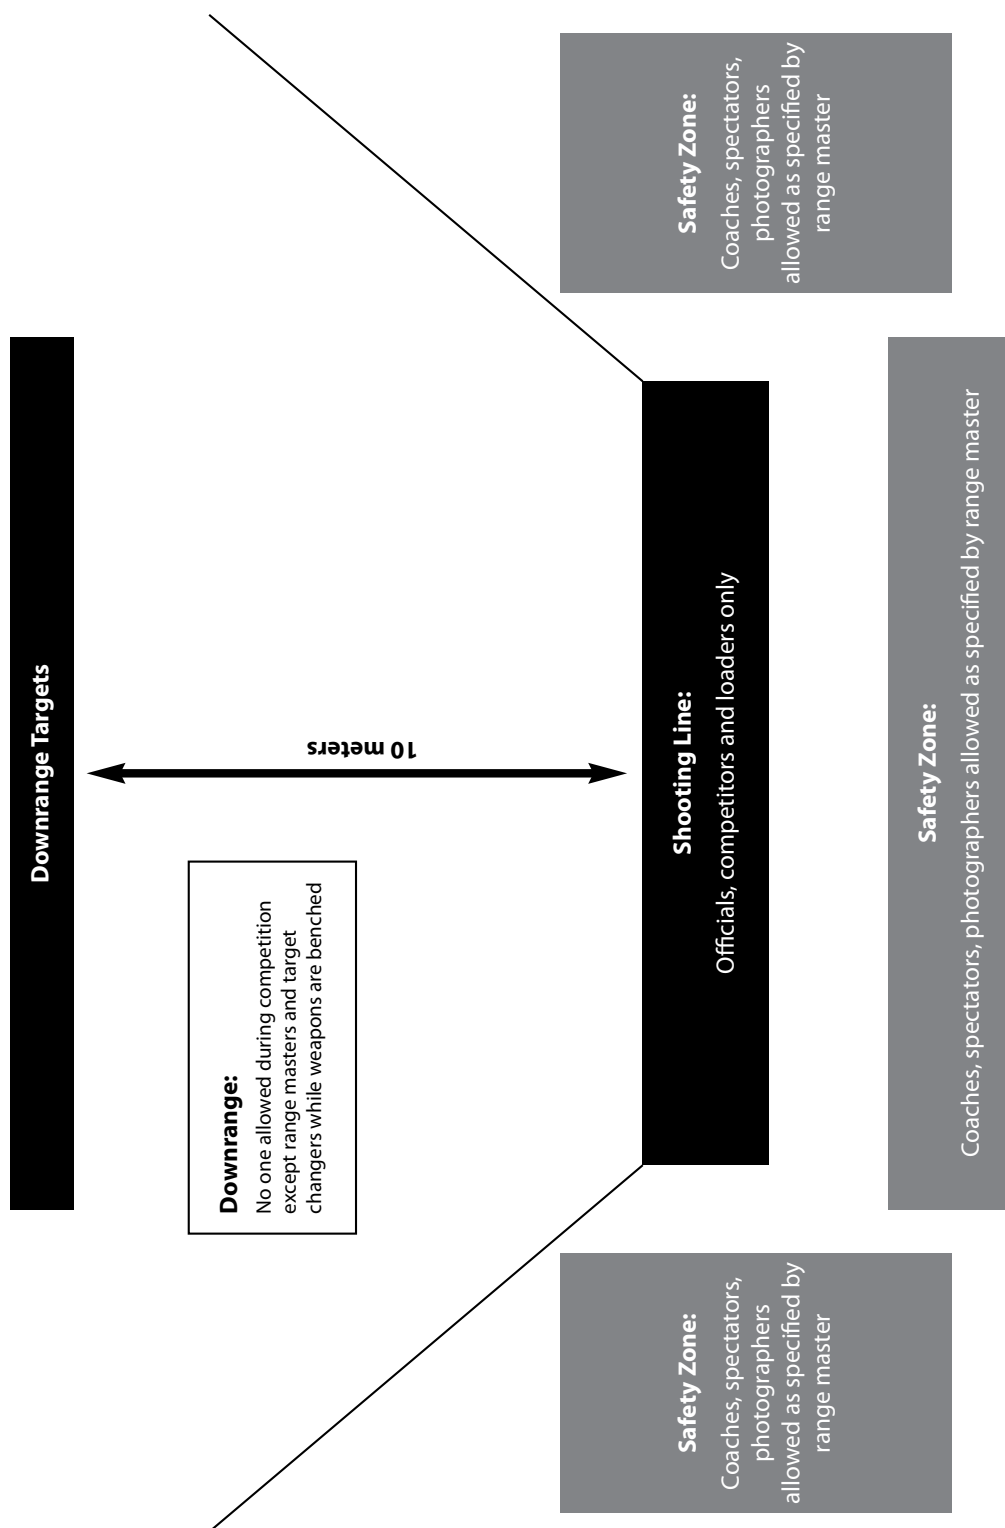 Downrange Targets
10 meters
Downrange:
No one allowed during competition
except range masters and target
changers while weapons are benched
Shooting Line:
Officials, competitors and loaders only
Safety Zone:
Coaches, spectators,
photographers
allowed as specified by
range master
Safety Zone:
Coaches, spectators,
photographers
allowed as specified by
range master
Safety Zone:
Coaches, spectators, photographers allowed as specified by range master